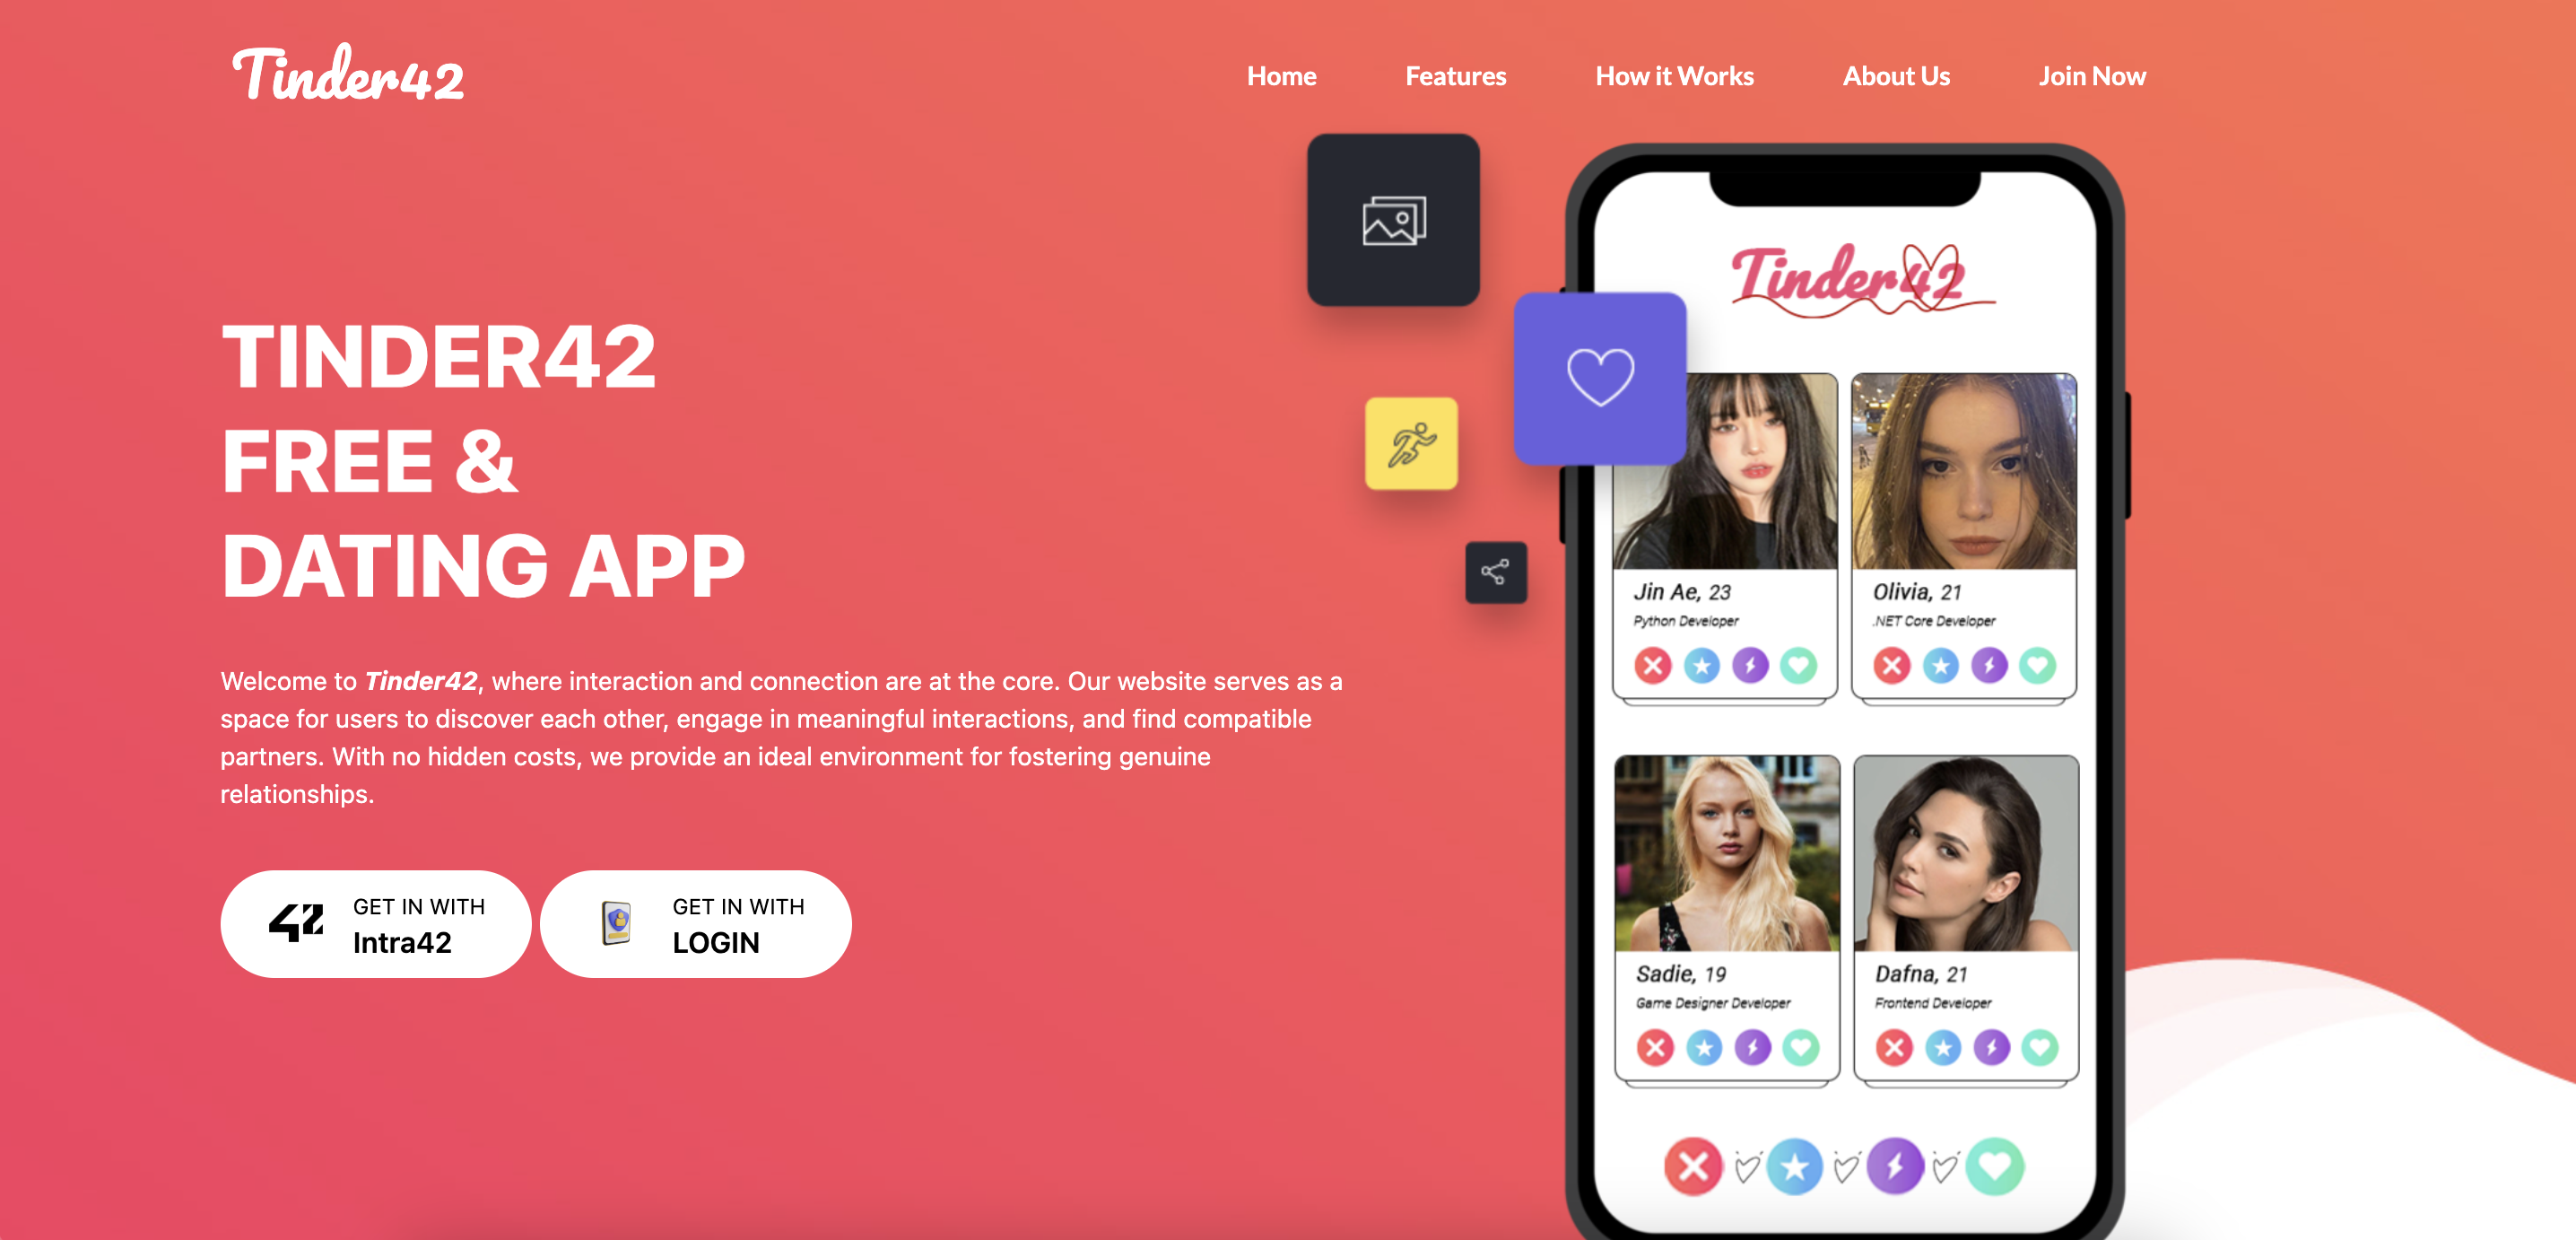 Tinder42
Home Features How it Works About Us Join Now
TINDER42
FREE &
DATING APP
Welcome to Tinder42, where interaction and connection are at the core. Our website serves as a
space for users to discover each other, engage in meaningful interactions, and find compatible
partners. With no hidden costs, we provide an ideal environment for fostering genuine
relationships.
42 GET IN WITH
Intra42
GET IN WITH
LOGIN
Tinder42
Jin Ae, 23
Python Developer
Olivia, 21
.NET Core Developer
Sadie, 19
Game Designer Developer
Dafna, 21
Frontend Developer